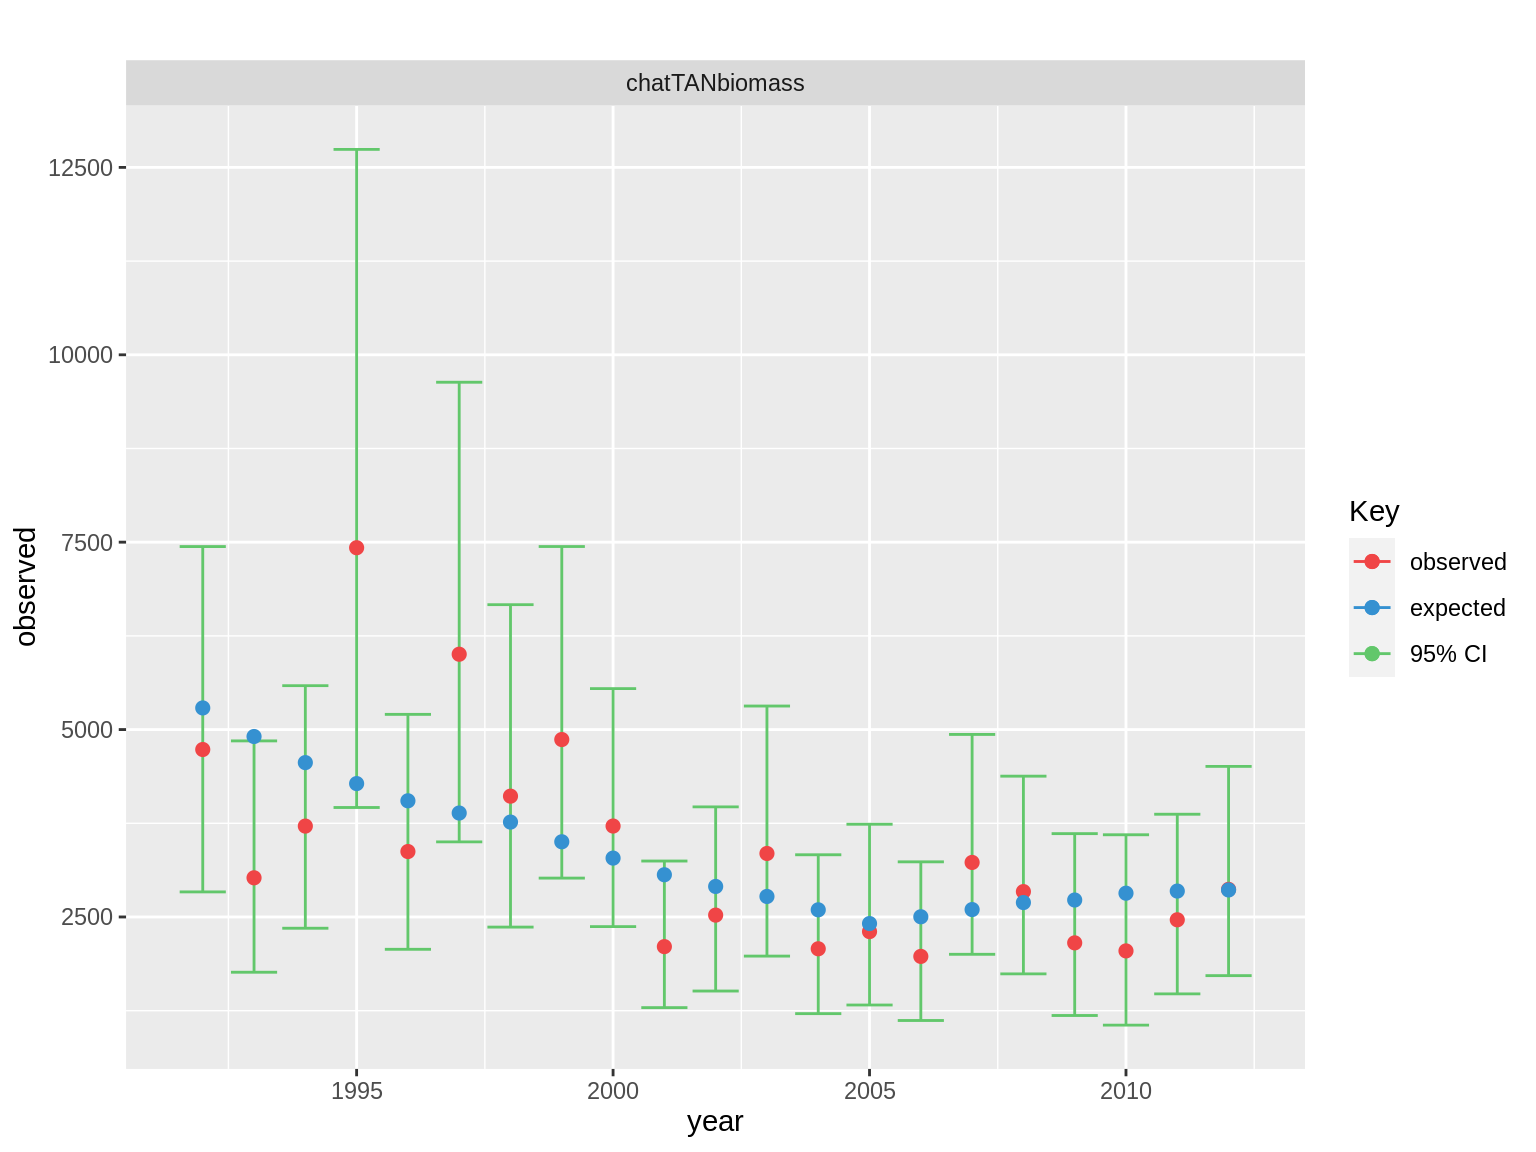 chatTANbiomass
12500
10000
7500
5000
2500
observed
1995 2000 2005 2010
year
Key
observed
expected
95% CI